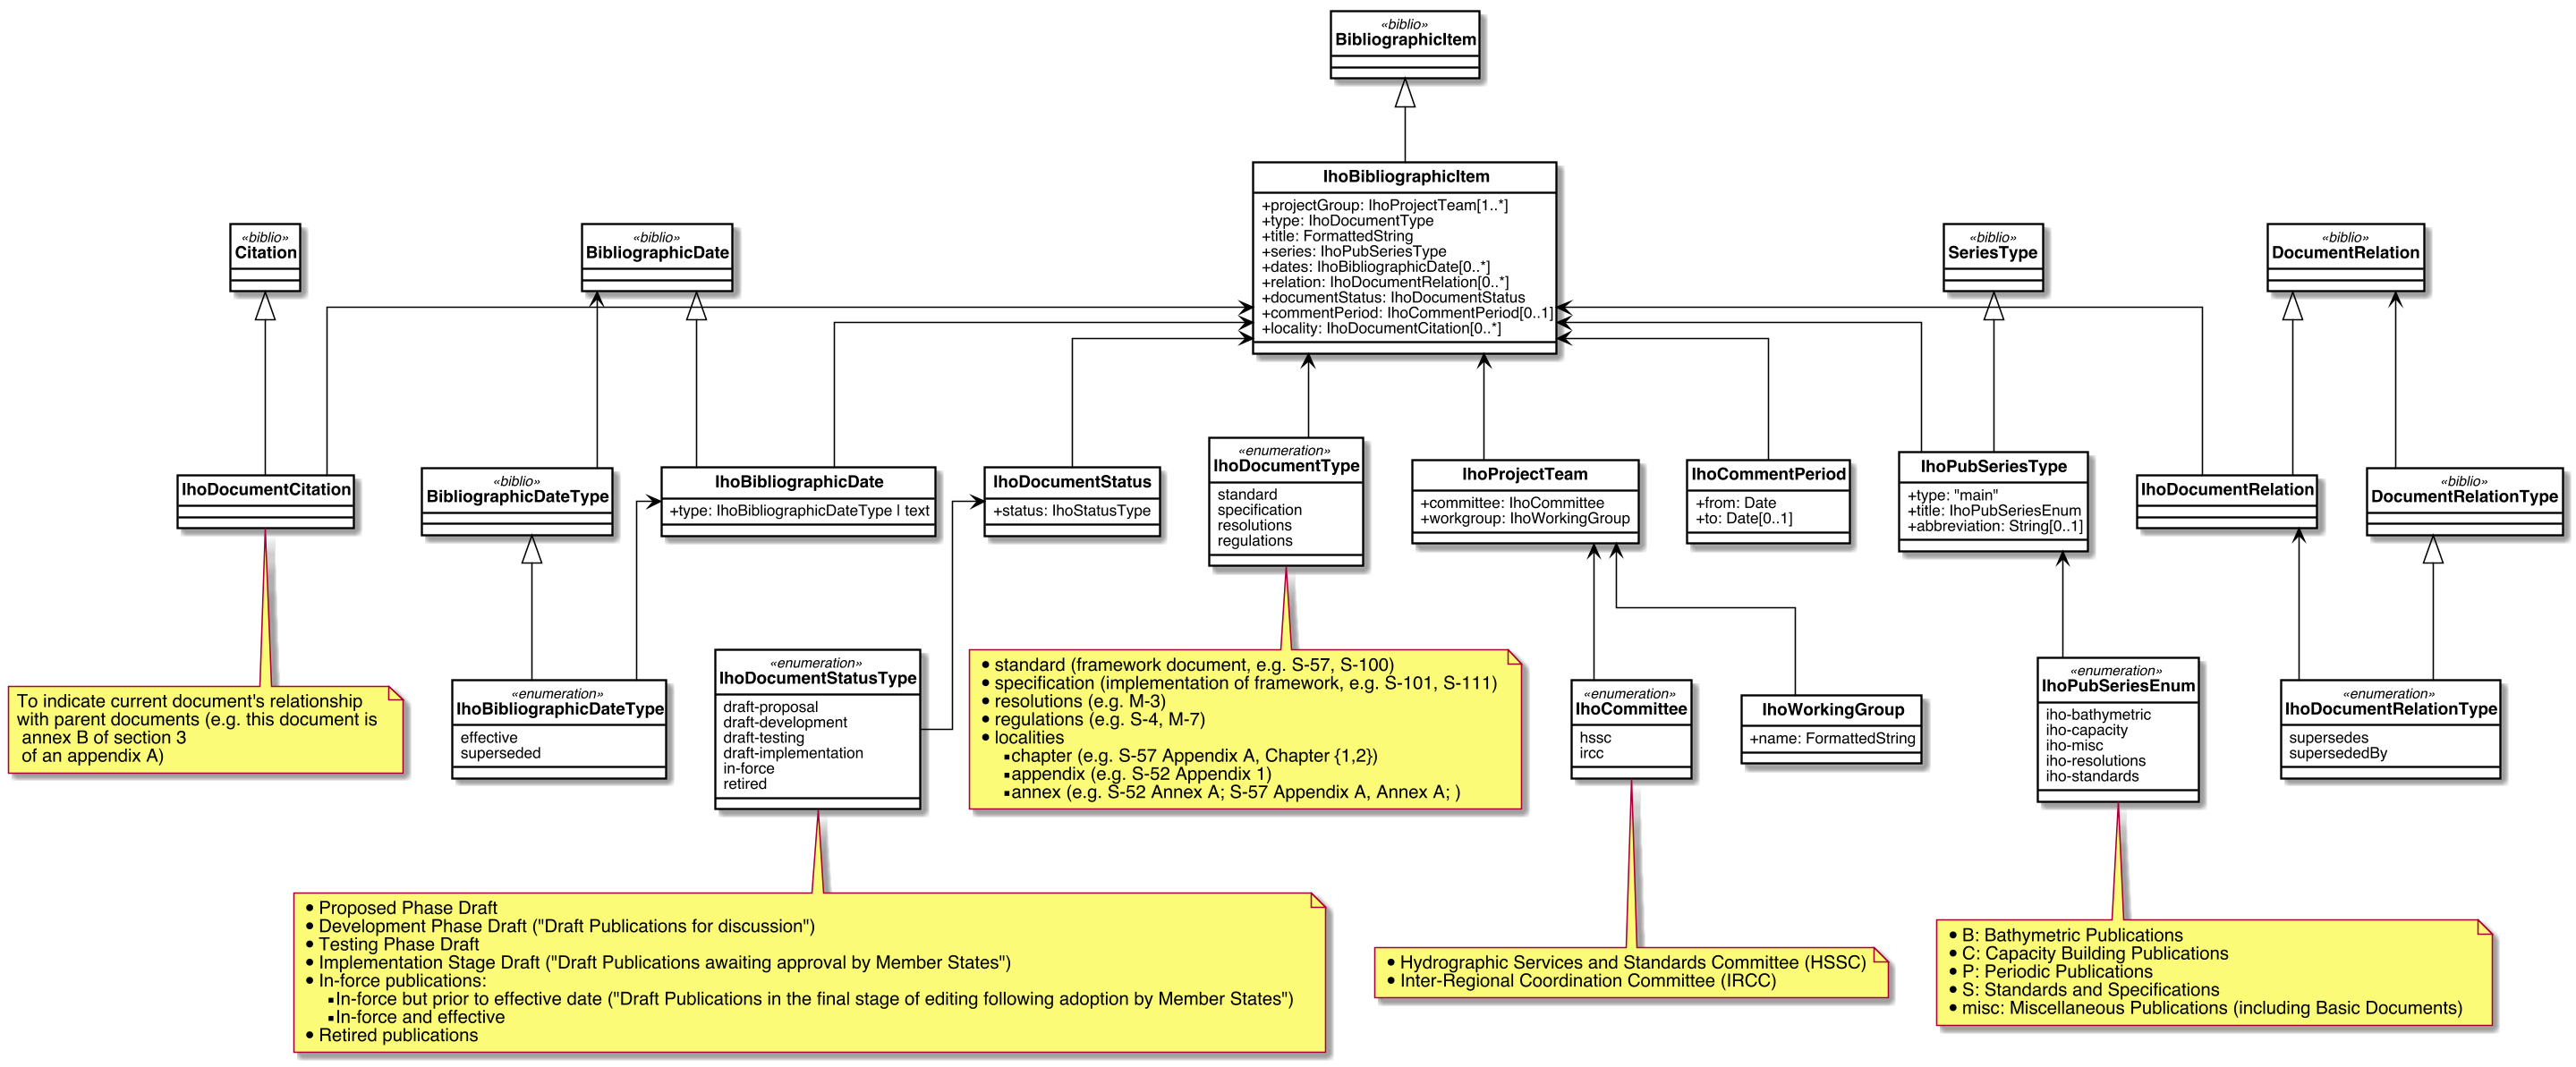 «biblio»
BibliographicItem
IhoBibliographicItem
+projectGroup: IhoProjectTeam[1..*]
+type: IhoDocumentType
+title: FormattedString
+series: IhoPubSeriesType
+dates: IhoBibliographicDate[0..*]
+relation: IhoDocumentRelation[0..*]
+documentStatus: IhoDocumentStatus
+commentPeriod: IhoCommentPeriod[0..1]
+locality: IhoDocumentCitation[0..*]
«biblio»
Citation
«biblio»
BibliographicDate
«biblio»
SeriesType
«biblio»
DocumentRelation
IhoDocumentCitation
«biblio»
BibliographicDateType
IhoBibliographicDate
+type: IhoBibliographicDateType | text
IhoDocumentStatus
+status: IhoStatusType
«enumeration»
IhoDocumentType
standard
specification
resolutions
regulations
IhoProjectTeam
+committee: IhoCommittee
+workgroup: IhoWorkingGroup
IhoCommentPeriod
+from: Date
+to: Date[0..1]
IhoPubSeriesType
+type: "main"
+title: IhoPubSeriesEnum
+abbreviation: String[0..1]
IhoDocumentRelation
«biblio»
DocumentRelationType
To indicate current document's relationship
with parent documents (e.g. this document is
annex B of section 3
of an appendix A)
«enumeration»
IhoBibliographicDateType
effective
superseded
«enumeration»
IhoDocumentStatusType
draft-proposal
draft-development
draft-testing
draft-implementation
in-force
retired
• standard (framework document, e.g. S-57, S-100)
• specification (implementation of framework, e.g. S-101, S-111)
• resolutions (e.g. M-3)
• regulations (e.g. S-4, M-7)
• localities
▪ chapter (e.g. S-57 Appendix A, Chapter {1,2})
▪ appendix (e.g. S-52 Appendix 1)
▪ annex (e.g. S-52 Annex A; S-57 Appendix A, Annex A; )
«enumeration»
IhoCommittee
hssc
ircc
IhoWorkingGroup
+name: FormattedString
«enumeration»
IhoPubSeriesEnum
iho-bathymetric
iho-capacity
iho-misc
iho-resolutions
iho-standards
«enumeration»
IhoDocumentRelationType
supersedes
supersededBy
• Proposed Phase Draft
• Development Phase Draft ("Draft Publications for discussion")
• Testing Phase Draft
• Implementation Stage Draft ("Draft Publications awaiting approval by Member States")
• In-force publications:
▪ In-force but prior to effective date ("Draft Publications in the final stage of editing following adoption by Member States")
▪ In-force and effective
• Retired publications
• Hydrographic Services and Standards Committee (HSSC)
• Inter-Regional Coordination Committee (IRCC)
• B: Bathymetric Publications
• C: Capacity Building Publications
• P: Periodic Publications
• S: Standards and Specifications
• misc: Miscellaneous Publications (including Basic Documents)